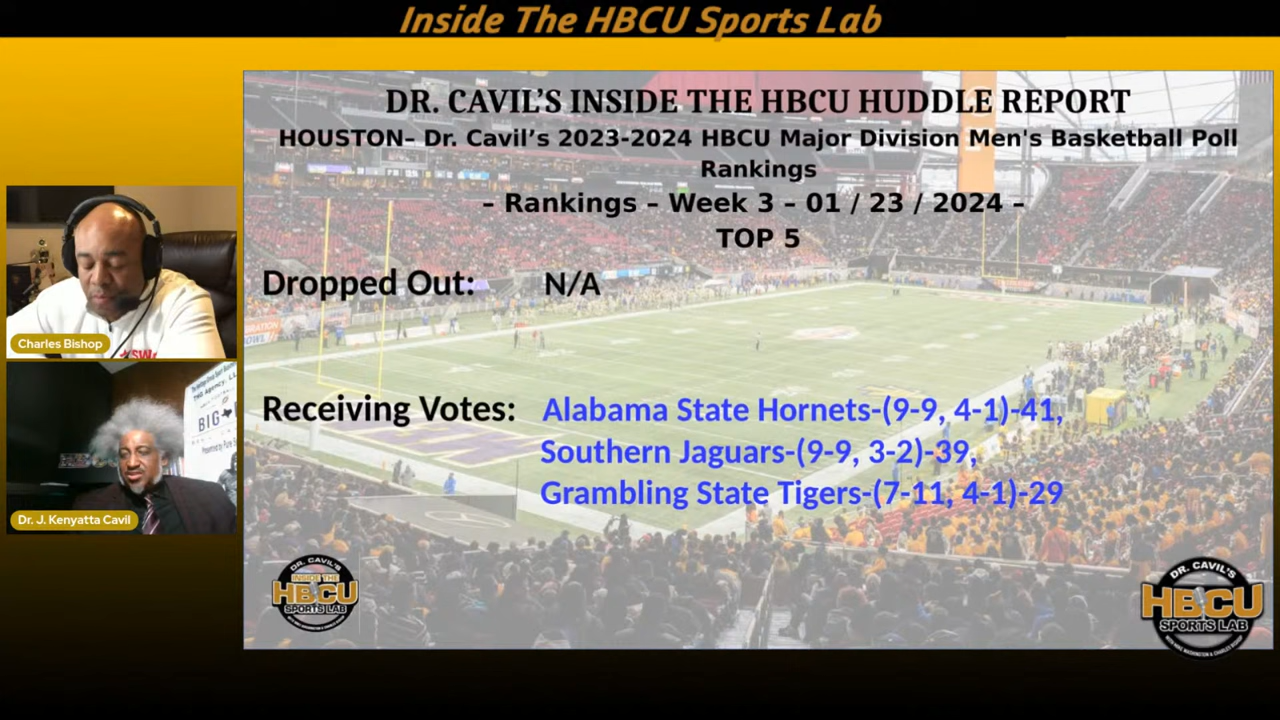 Inside The HBCU Sports Lab
DR. CAVIL'S INSIDE THE HBCU HUDDLE REPORT
HOUSTON– Dr. Cavil's 2023-2024 HBCU Major Division Men's Basketball Poll
Rankings
– Rankings – Week 3 – 01 / 23 / 2024 –
TOP 5
Dropped Out: N/A
Receiving Votes: Alabama State Hornets-(9-9, 4-1)-41,
Southern Jaguars-(9-9, 3-2)-39,
Grambling State Tigers-(7-11, 4-1)-29
Charles Bishop
BIG
Dr. J. Kenyatta Cavil
DR. CAVIL'S
INSIDE THE
HBCU
SPORTS LAB
DR. CAVIL'S
HBCU
SPORTS LAB